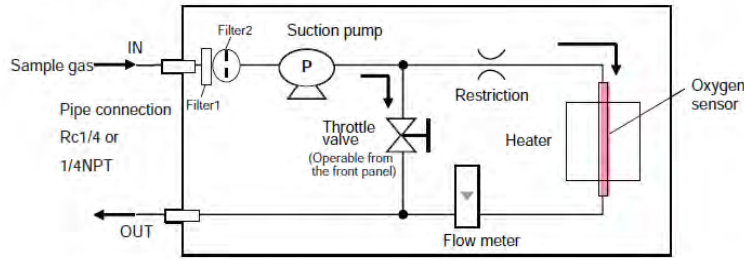 Filter2
Suction pump
IN
Sample gas
P
Filter1
Pipe connection
Rc1/4 or
1/4NPT
Restriction
Oxygen
sensor
Throttle
valve
(Operable from
the front panel)
Heater
OUT
Flow meter